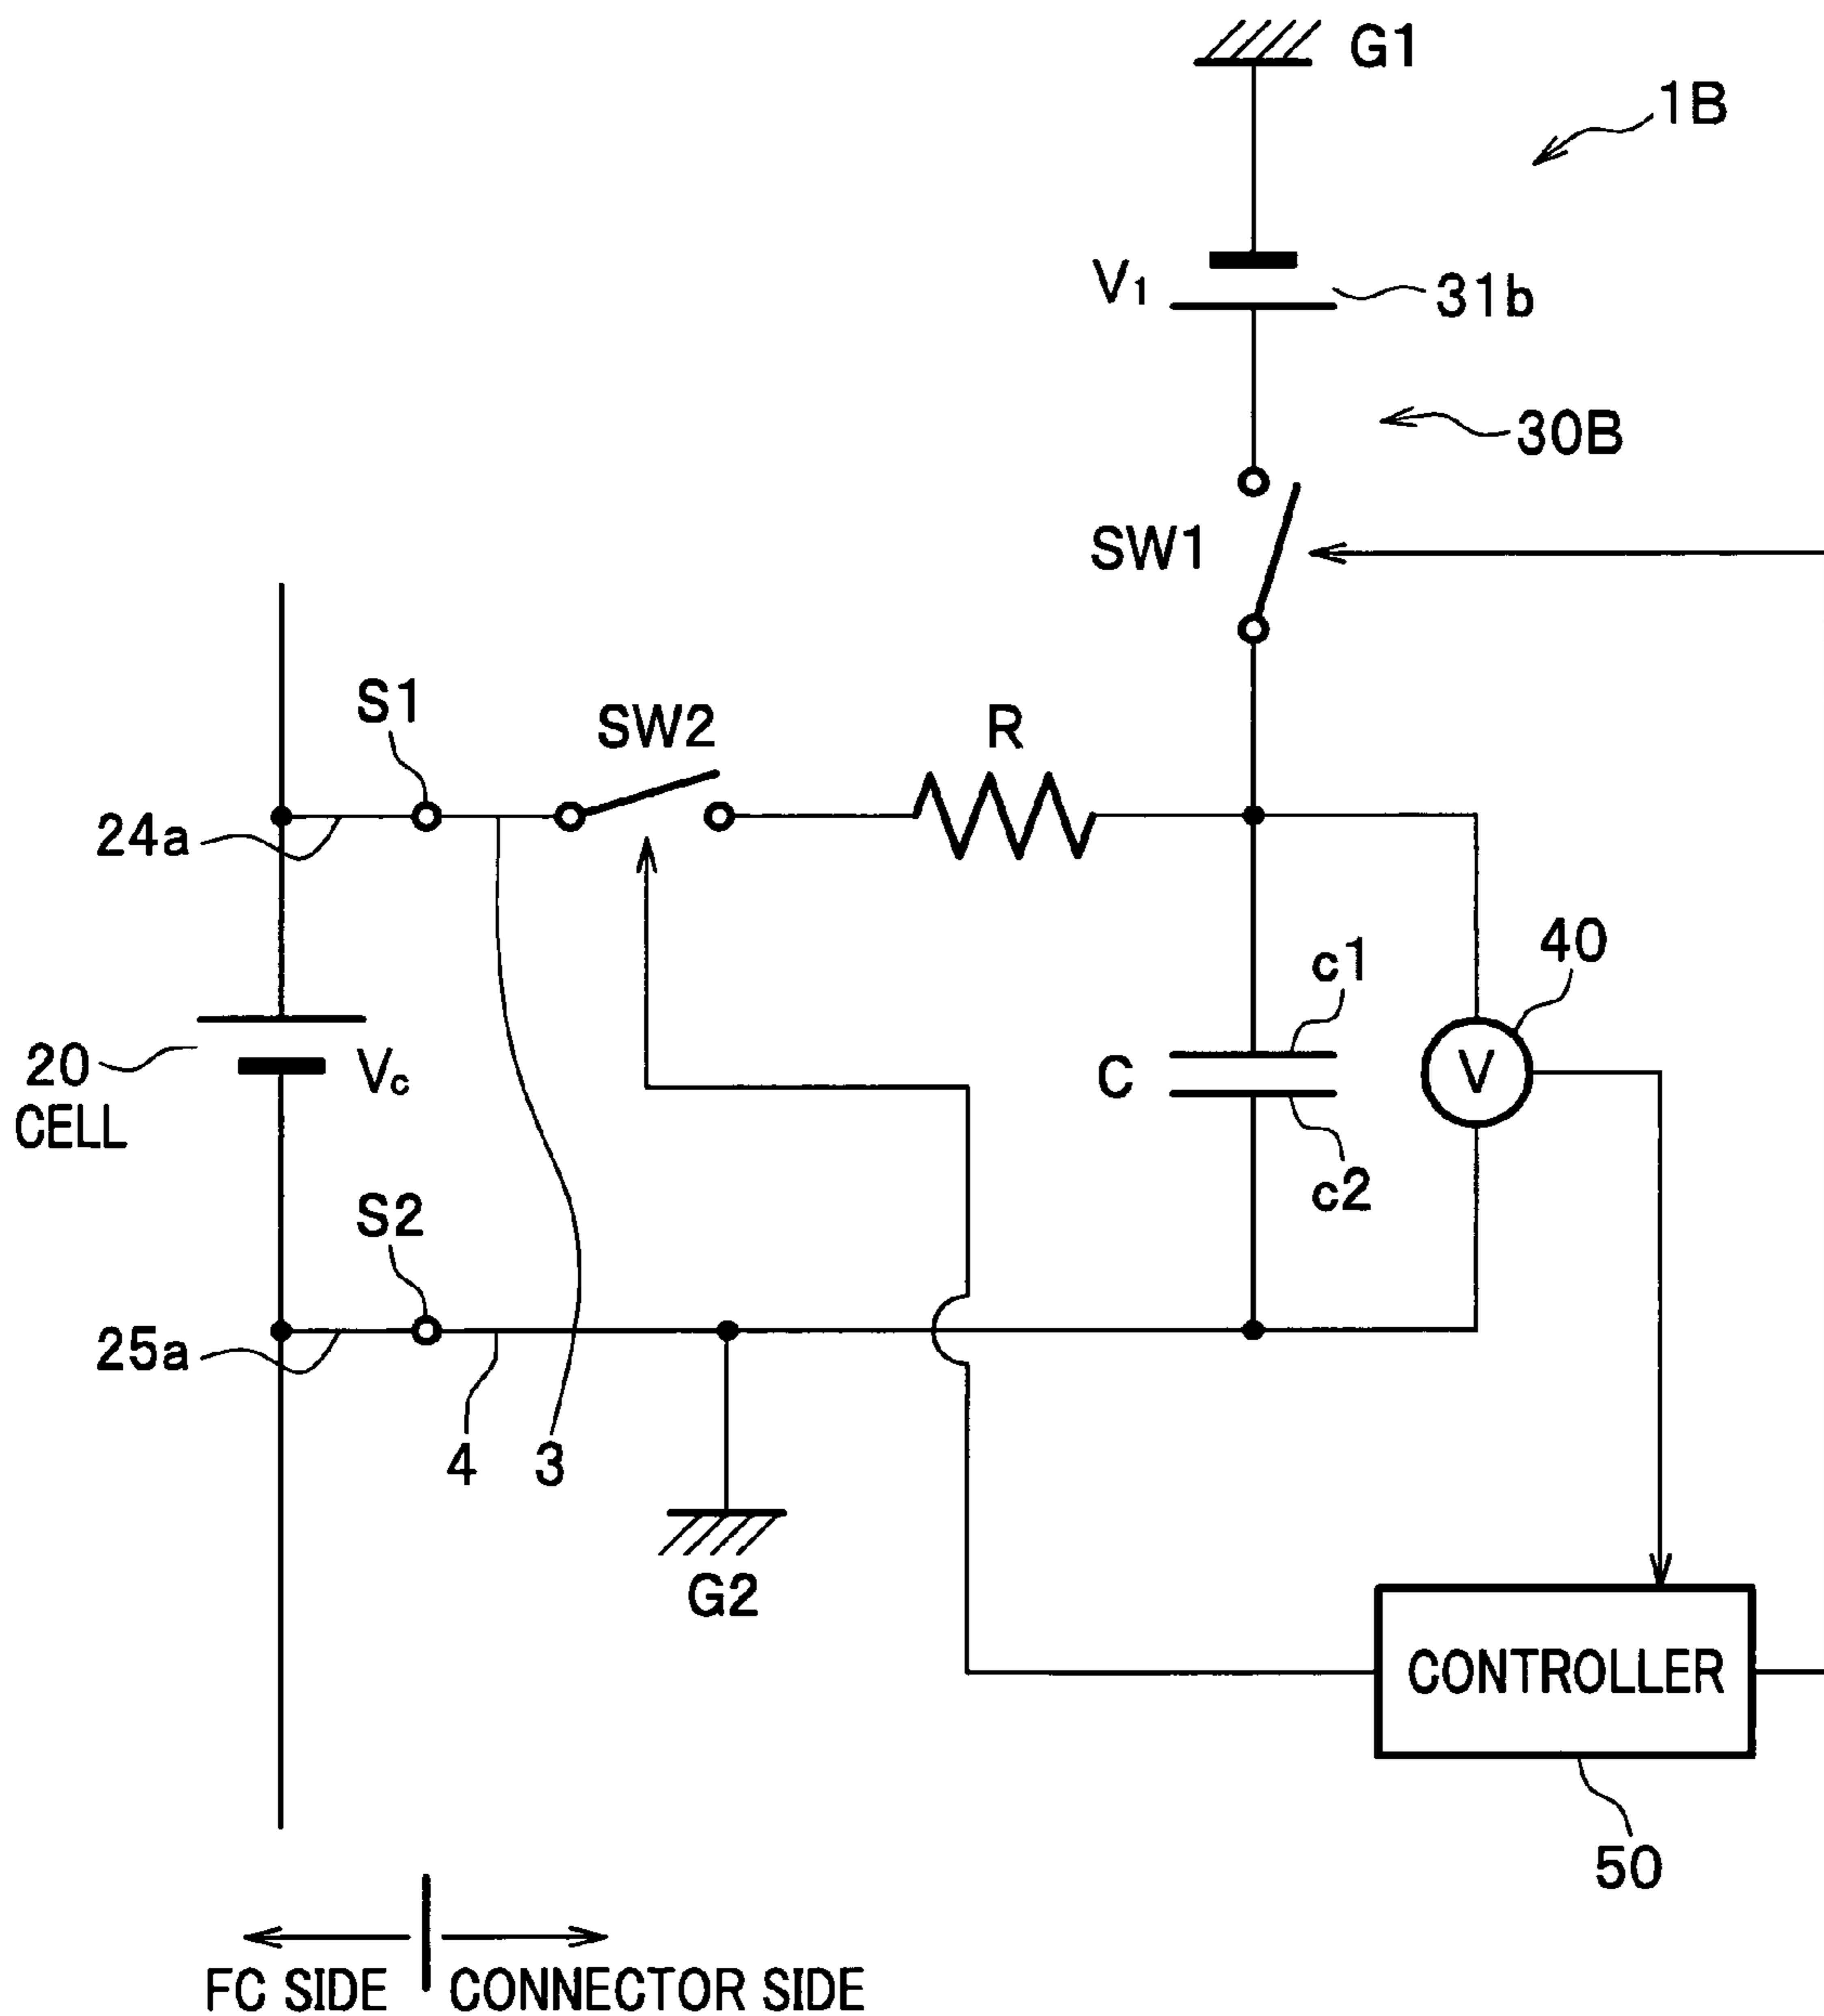 G1
1B
V1
31b
30B
SW1
S1
SW2
R
24a
40
c1
20
CELL
Vc
C
V
c2
S2
25a
4
3
G2
CONTROLLER
50
FC SIDE
CONNECTOR SIDE